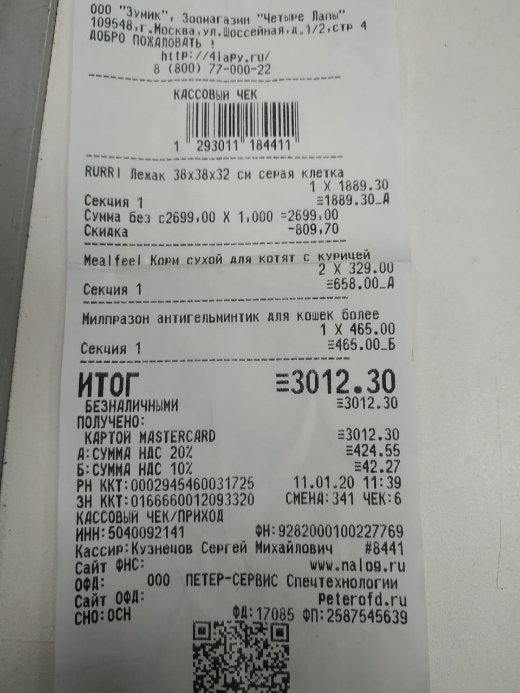 ООО "Зумик", Зоомагазин "Четыре Лапы"
109548,г.Москва,ул.Шоссейная,д.1/2,стр 4
ДОБРО ПОЖАЛОВАТЬ !
http://4lapy.ru/
8 (800) 77-000-22
КАССОВЫЙ ЧЕК
1 293011 184411
RURRI Лежак 38x38x32 см серая клетка
1 X 1889.30
Секция 1 ≡1889.30_А
Сумма без с2699,00 X 1,000 =2699,00
Скидка -809,70
Mealfeel Корм сухой для котят с курицей
2 X 329.00
Секция 1 ≡658.00_А
Милпразон антигельминтик для кошек более
1 X 465.00
Секция 1 ≡465.00_Б
ИТОГ ≡3012.30
БЕЗНАЛИЧНЫМИ ≡3012.30
ПОЛУЧЕНО:
КАРТОЙ MASTERCARD ≡3012.30
А:СУММА НДС 20% ≡424.55
Б:СУММА НДС 10% ≡42.27
РН ККТ:0002945460031725 11.01.20 11:39
ЗН ККТ:0166660012093320 СМЕНА:341 ЧЕК:6
КАССОВЫЙ ЧЕК/ПРИХОД
ИНН:5040092141 ФН:9282000100227769
Кассир:Кузнецов Сергей Михайлович #8441
Сайт ФНС: www.nalog.ru
ОФД: ООО ПЕТЕР-СЕРВИС Спецтехнологии
Сайт ОФД: Peterofd.ru
СНО:ОСН ФД:17085 ФП:2587545639